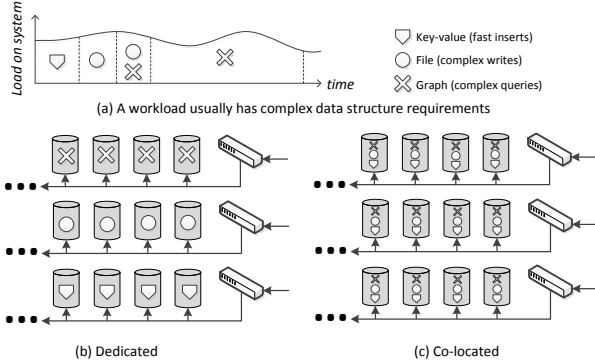 Load on system
Key-value (fast inserts)
File (complex writes)
Graph (complex queries)
time
(a) A workload usually has complex data structure requirements
(b) Dedicated
(c) Co-located